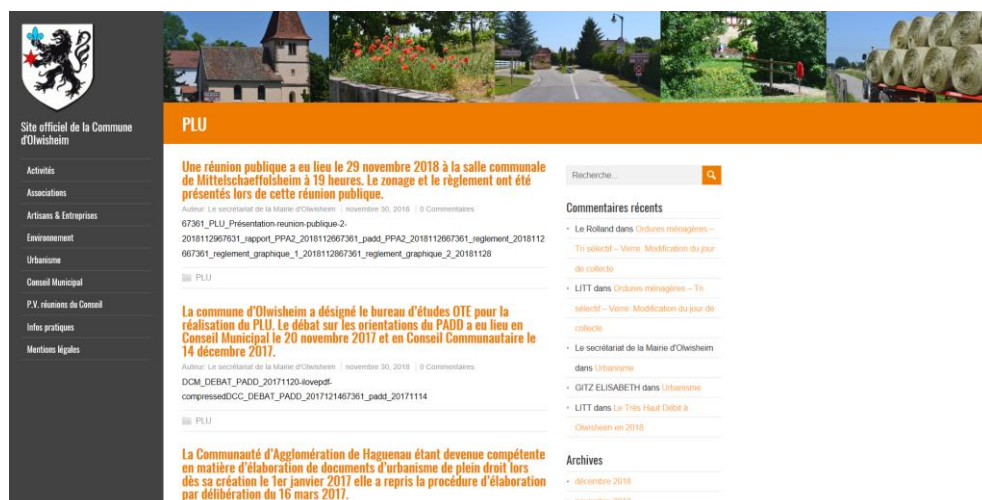 Site officiel de la Commune
d'Olwisheim
Activités
Associations
Artisans & Entreprises
Environnement
Urbanisme
Conseil Municipal
P.V. réunions du Conseil
Infos pratiques
Mentions légales
PLU
Une réunion publique a eu lieu le 29 novembre 2018 à la salle communale
de Mittelschaeffolsheim à 19 heures. Le zonage et le règlement ont été
présentés lors de cette réunion publique.
Auteur: Le secrétariat de la Mairie d'Olwisheim | novembre 30, 2018 | 0 Commentaires
67361_PLU_Présentation-reunion-publique-2-
2018112967631_rapport_PPA2_2018112667361_padd_PPA2_2018112667361_reglement_2018112
667361_reglement_graphique_1_2018112867361_reglement_graphique_2_20181128
PLU
La commune d'Olwisheim a désigné le bureau d'études OTE pour la
réalisation du PLU. Le débat sur les orientations du PADD a eu lieu en
Conseil Municipal le 20 novembre 2017 et en Conseil Communautaire le
14 décembre 2017.
Auteur: Le secrétariat de la Mairie d'Olwisheim | novembre 30, 2018 | 0 Commentaires
DCM_DEBAT_PADD_20171120-ilovepdf-
compressedDCC_DEBAT_PADD_2017121467361_padd_20171114
PLU
La Communauté d'Agglomération de Haguenau étant devenue compétente
en matière d'élaboration de documents d'urbanisme de plein droit lors
dès sa création le 1er janvier 2017 elle a repris la procédure d'élaboration
par délibération du 16 mars 2017.
Recherche...
Commentaires récents
Le Rolland dans Ordures ménagères –
Tri sélectif – Verre: Modification du jour
de collecte
LITT dans Ordures ménagères – Tri
sélectif – Verre: Modification du jour de
collecte
Le secrétariat de la Mairie d'Olwisheim
dans Urbanisme
GITZ ELISABETH dans Urbanisme
LITT dans Le Très Haut Débit à
Olwisheim en 2018
Archives
décembre 2018
novembre 2018